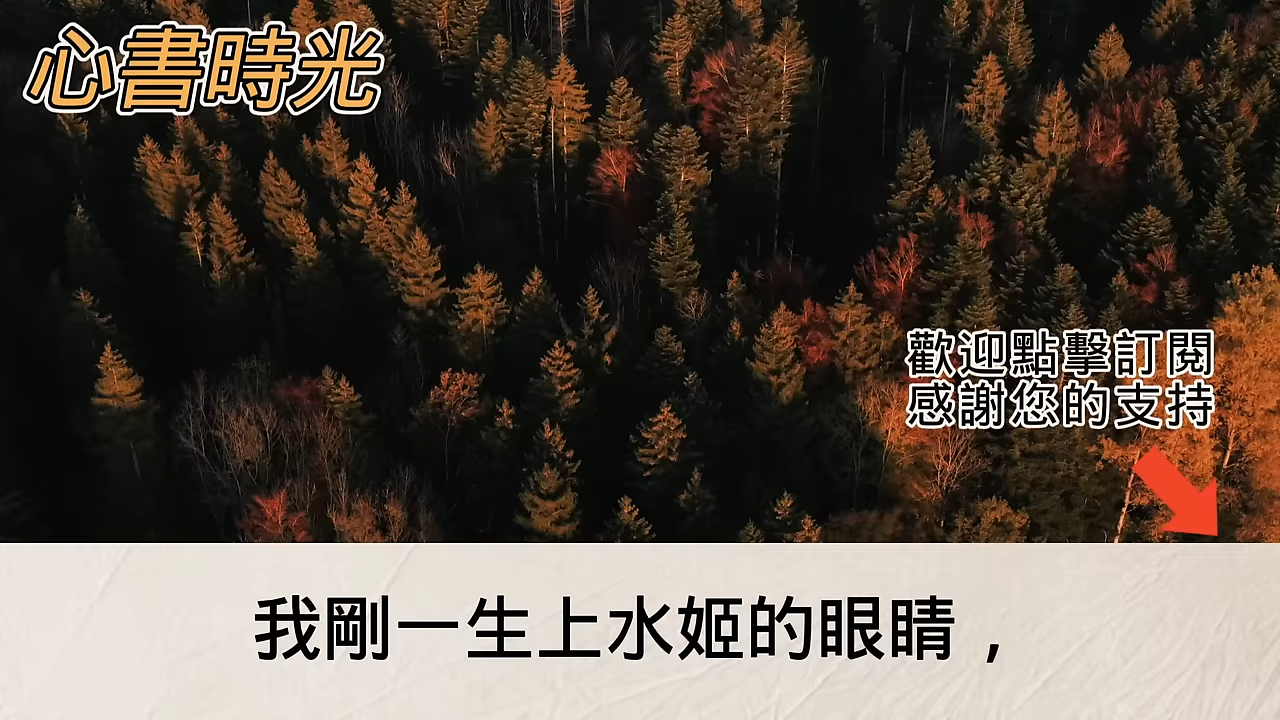 心書時光
歡迎點擊訂閱
感謝您的支持
我剛一生上水姬的眼睛，